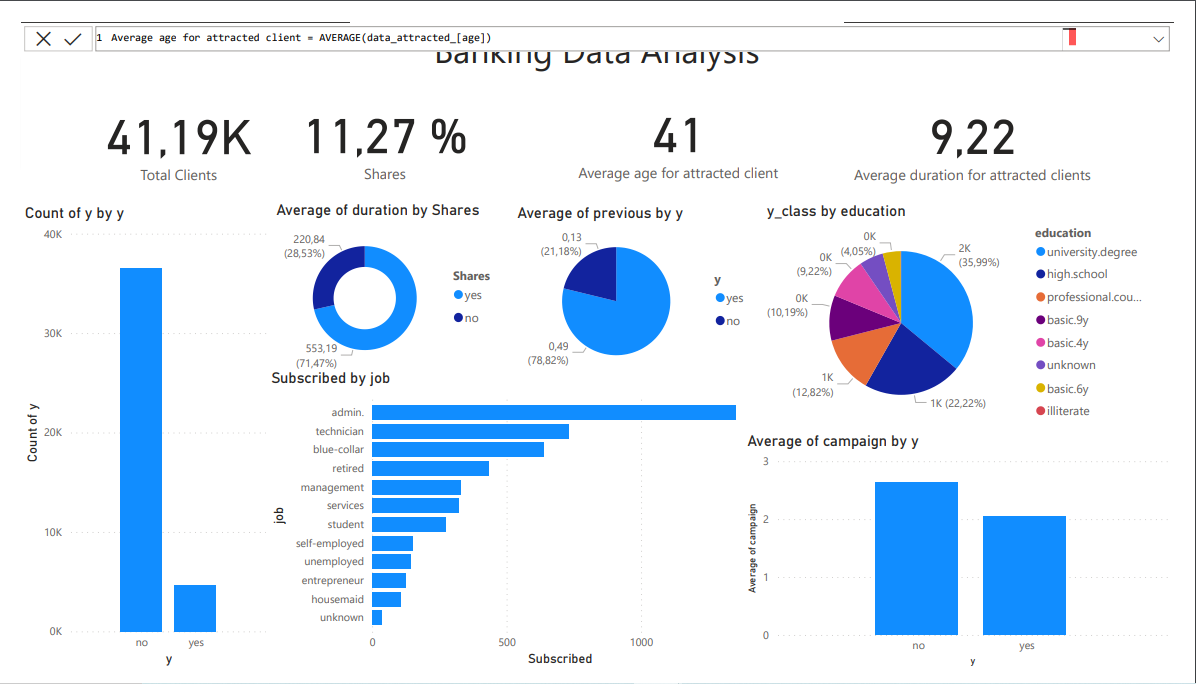 1 Average age for attracted client = AVERAGE(data_attracted_[age])
Banking Data Analysis
41,19K
Total Clients
11,27 %
Shares
41
Average age for attracted client
9,22
Average duration for attracted clients
Count of y by y
40K
30K
20K
10K
0K
Count of y
no
yes
y
Average of duration by Shares
220,84
(28,53%)
553,19
(71,47%)
Shares
yes
no
Average of previous by y
0,13
(21,18%)
0,49
(78,82%)
y
yes
no
y_class by education
0K
(4,05%)
0K
(9,22%)
0K
(10,19%)
1K
(12,82%)
1K (22,22%)
2K
(35,99%)
education
university.degree
high.school
professional.cou...
basic.9y
basic.4y
unknown
basic.6y
illiterate
Subscribed by job
job
admin.
technician
blue-collar
retired
management
services
student
self-employed
unemployed
entrepreneur
housemaid
unknown
0
500
1000
Subscribed
Average of campaign by y
Average of campaign
3
2
1
0
no
yes
y